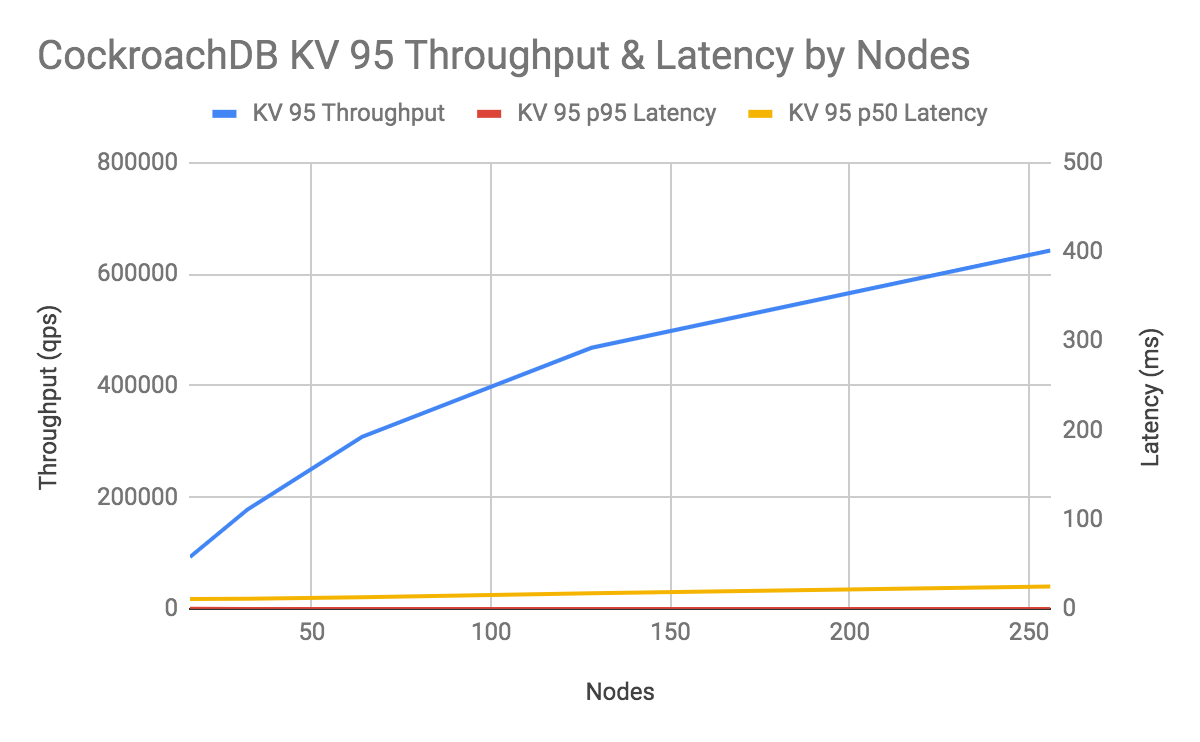 CockroachDB KV 95 Throughput & Latency by Nodes
KV 95 Throughput KV 95 p95 Latency KV 95 p50 Latency
800000 500
600000 400
400000 300
200000 200
0 100
0
Throughput (qps)
Latency (ms)
50 100 150 200 250
Nodes